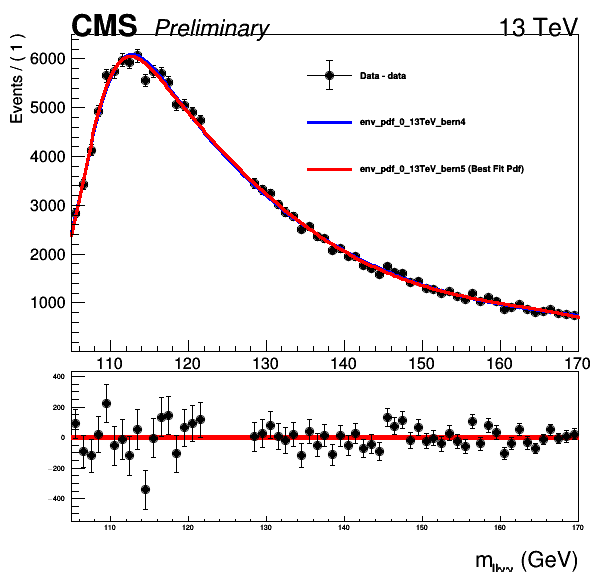 CMS Preliminary 13 TeV
Events / ( 1 )
6000
5000
4000
3000
2000
1000
Data - data
env_pdf_0_13TeV_bern4
env_pdf_0_13TeV_bern5 (Best Fit Pdf)
110 120 130 140 150 160 170
400
200
0
-200
-400
110 120 130 140 150 160 170
m_llγγ (GeV)